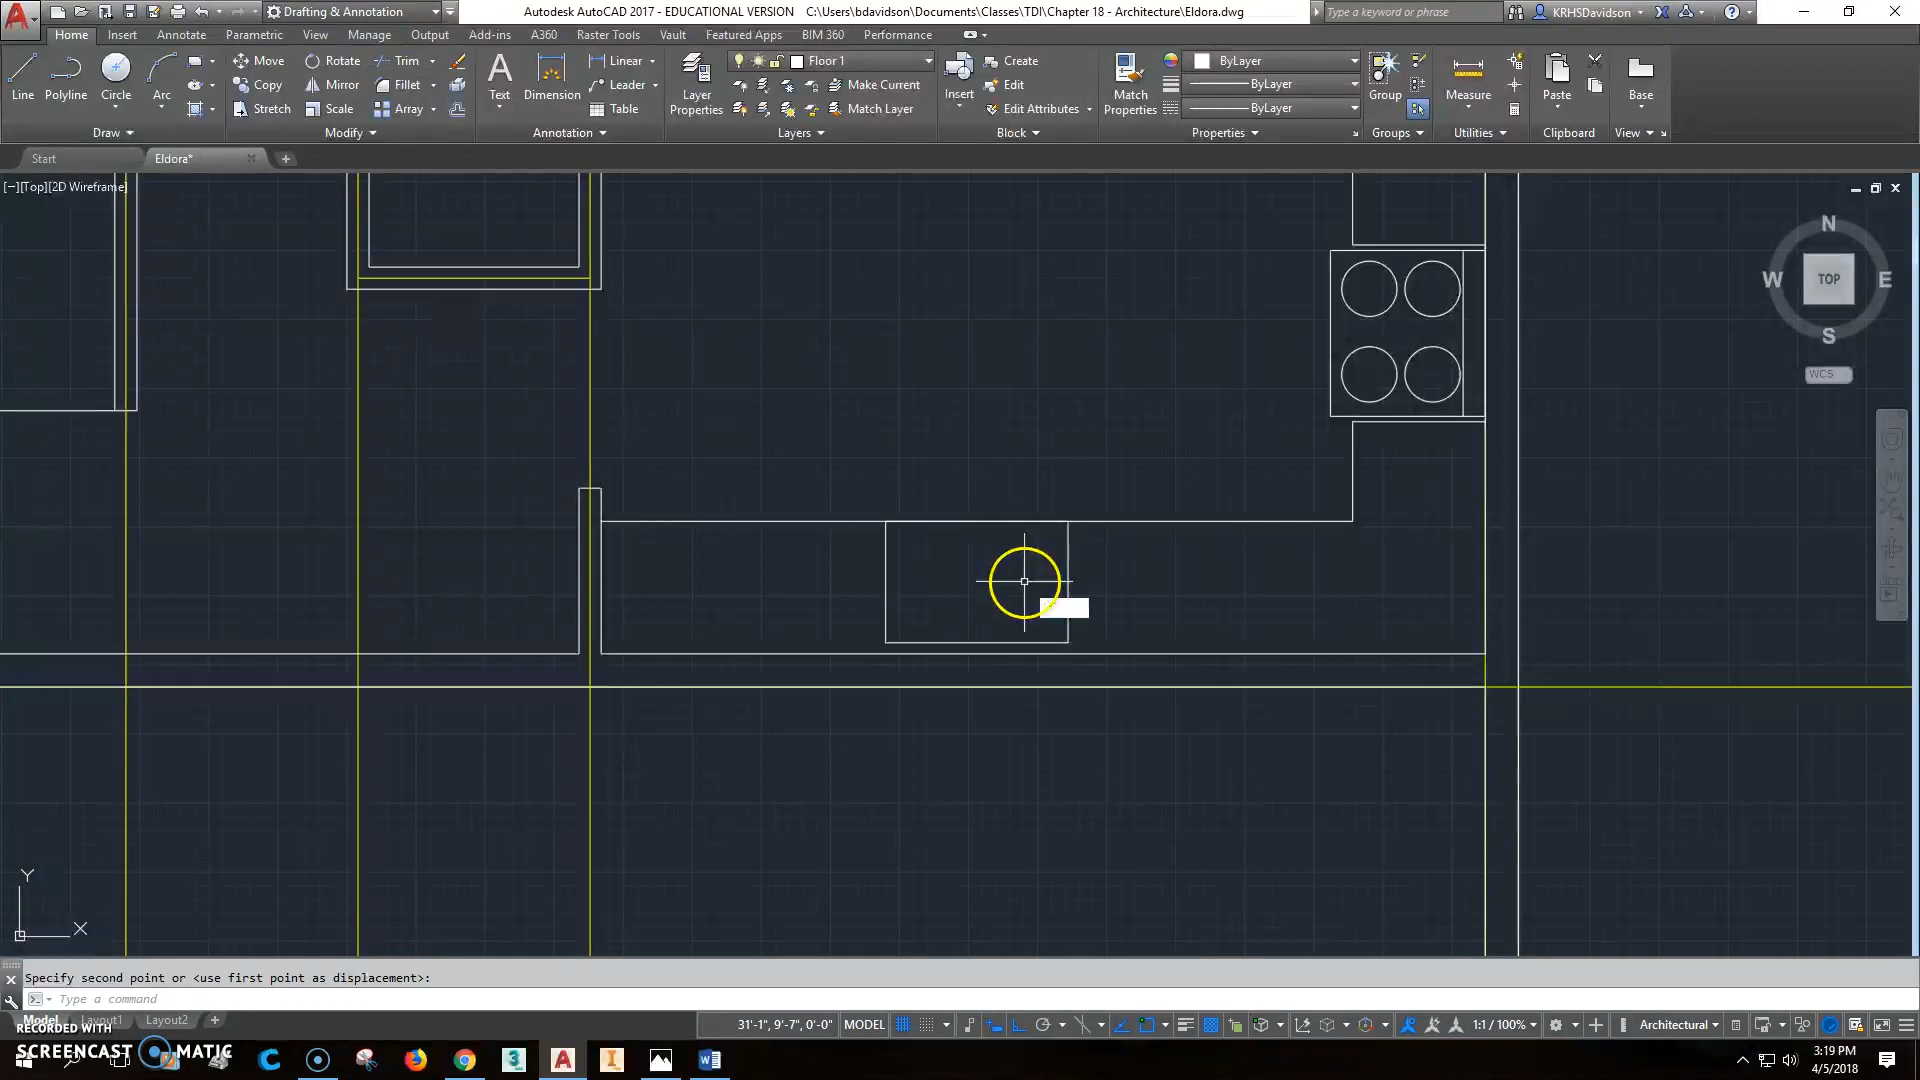 Drafting & Annotation
Autodesk AutoCAD 2017 - EDUCATIONAL VERSION C:\Users\bdavidson\Documents\Classes\TDI\Chapter 18 - Architecture\Eldora.dwg
Type a keyword or phrase
KRHSDavidson
Home Insert Annotate Parametric View Manage Output Add-ins A360 Raster Tools Vault Featured Apps BIM 360 Performance
Line Polyline Circle Arc
Move Rotate Trim
Copy Mirror Fillet
Stretch Scale Array
Text Dimension
Linear
Leader
Table
Layer Properties
Floor 1
Make Current
Match Layer
Insert
Create
Edit
Edit Attributes
Match Properties
ByLayer
ByLayer
ByLayer
Group
Measure
Paste
Base
Draw Modify Annotation Layers Block Properties Groups Utilities Clipboard View
Start Eldora*
[−][Top][2D Wireframe]
N
W TOP E
S
WCS
Y
X
Specify second point or <use first point as displacement>:
Type a command
Model Layout1 Layout2
31'-1", 9'-7", 0'-0" MODEL 1:1 / 100% Architectural
RECORDED WITH
SCREENCAST MATIC
3:19 PM
4/5/2018